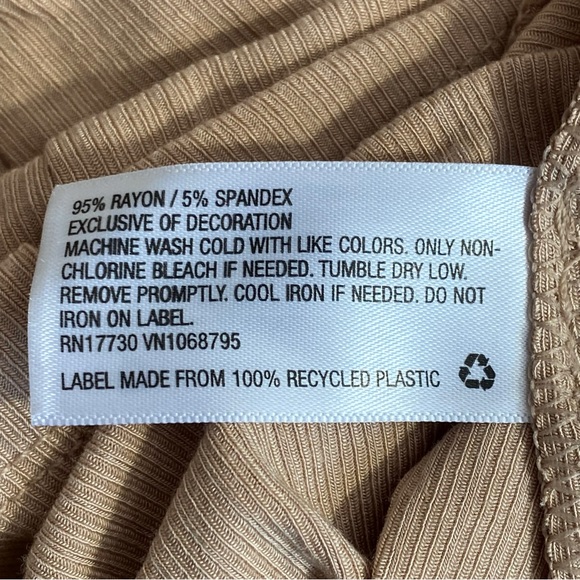 95% RAYON / 5% SPANDEX
EXCLUSIVE OF DECORATION
MACHINE WASH COLD WITH LIKE COLORS. ONLY NON-
CHLORINE BLEACH IF NEEDED. TUMBLE DRY LOW.
REMOVE PROMPTLY. COOL IRON IF NEEDED. DO NOT
IRON ON LABEL.
RN17730 VN1068795
LABEL MADE FROM 100% RECYCLED PLASTIC